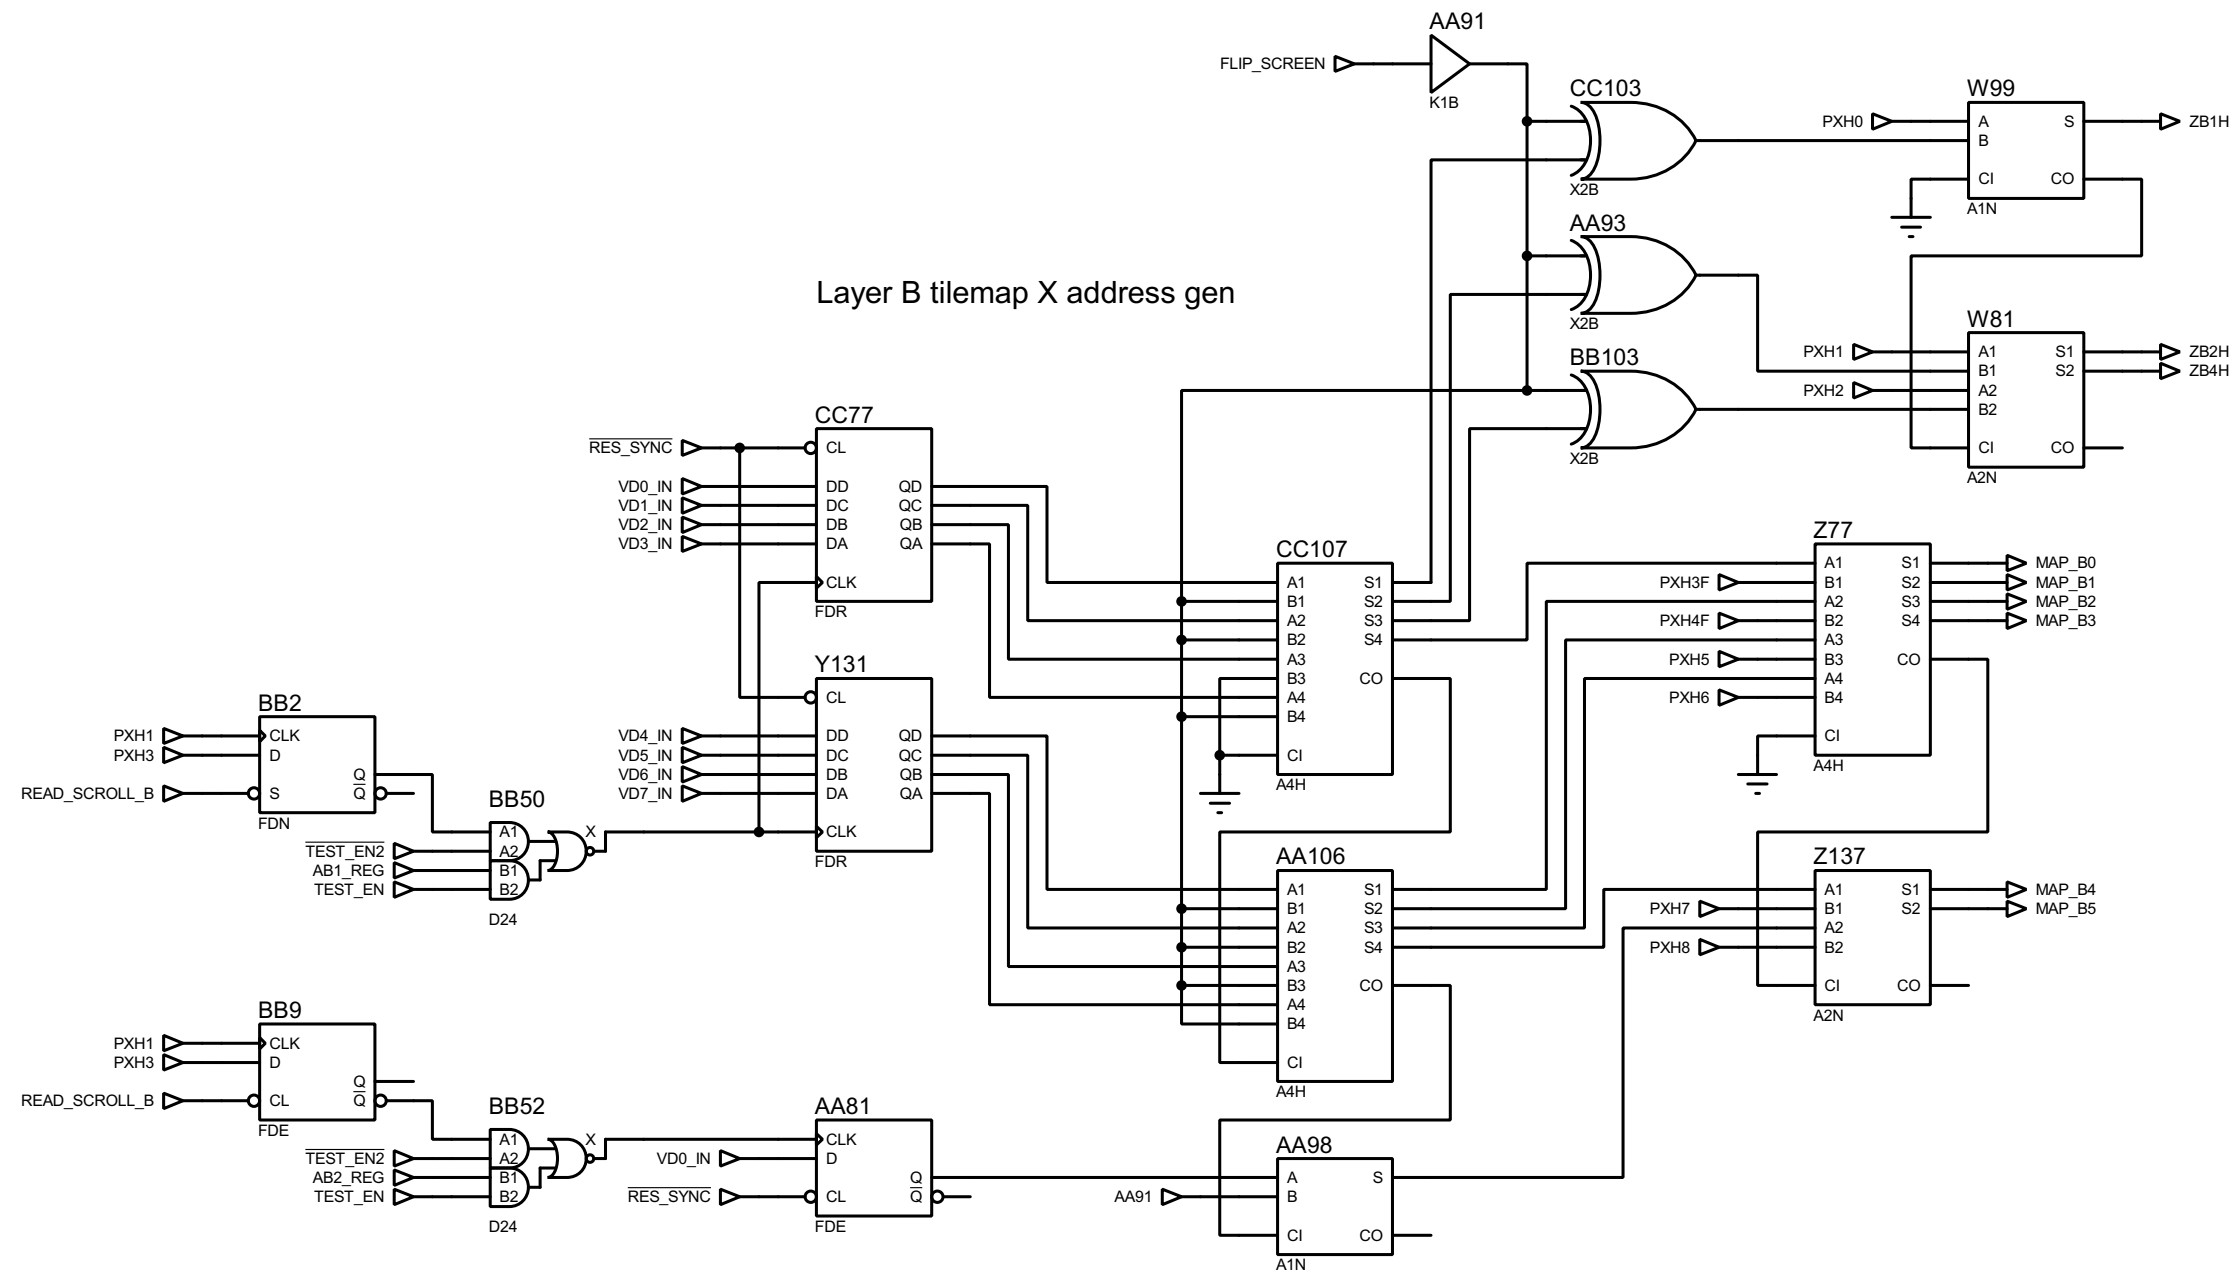 AA91
FLIP_SCREEN
K1B
CC103
X2B
W99
PXH0
A S
B
CI CO
A1N
ZB1H
AA93
X2B
Layer B tilemap X address gen
W81
PXH1
PXH2
A1 S1
B1 S2
A2
B2
CI CO
A2N
ZB2H
ZB4H
BB103
X2B
CC77
RES_SYNC
VD0_IN
VD1_IN
VD2_IN
VD3_IN
CL
DD QD
DC QC
DB QB
DA QA
CLK
FDR
CC107
A1 S1
B1 S2
A2 S3
B2 S4
A3
B3 CO
A4
B4
CI
A4H
Z77
PXH3F
PXH4F
PXH5
PXH6
A1 S1
B1 S2
A2 S3
B2 S4
A3
B3 CO
A4
B4
CI
A4H
MAP_B0
MAP_B1
MAP_B2
MAP_B3
Y131
VD4_IN
VD5_IN
VD6_IN
VD7_IN
CL
DD QD
DC QC
DB QB
DA QA
CLK
FDR
BB2
PXH1
PXH3
READ_SCROLL_B
CLK
D
Q
S Q
FDN
BB50
TEST_EN2
AB1_REG
TEST_EN
A1
A2
B1
B2
X
D24
AA106
A1 S1
B1 S2
A2 S3
B2 S4
A3
B3 CO
A4
B4
CI
A4H
Z137
PXH7
PXH8
A1 S1
B1 S2
A2
B2
CI CO
A2N
MAP_B4
MAP_B5
BB9
PXH1
PXH3
READ_SCROLL_B
CLK
D
Q
CL Q
FDE
BB52
TEST_EN2
AB2_REG
TEST_EN
A1
A2
B1
B2
X
D24
AA81
VD0_IN
RES_SYNC
CLK
D
Q
CL Q
FDE
AA98
AA91
A S
B
CI CO
A1N